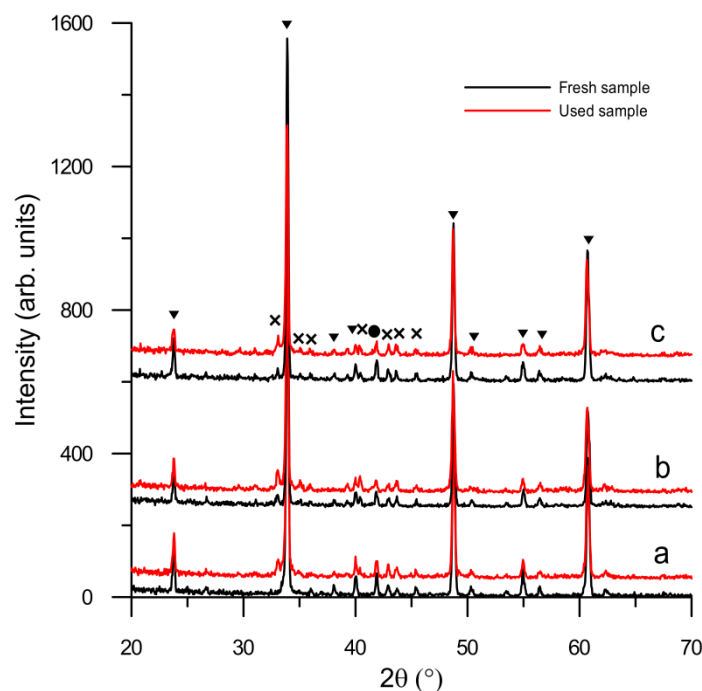 1600
Fresh sample
Used sample
1200
Intensity (arb. units)
800
c
400
b
a
0
20 30 40 50 60 70
2θ (°)